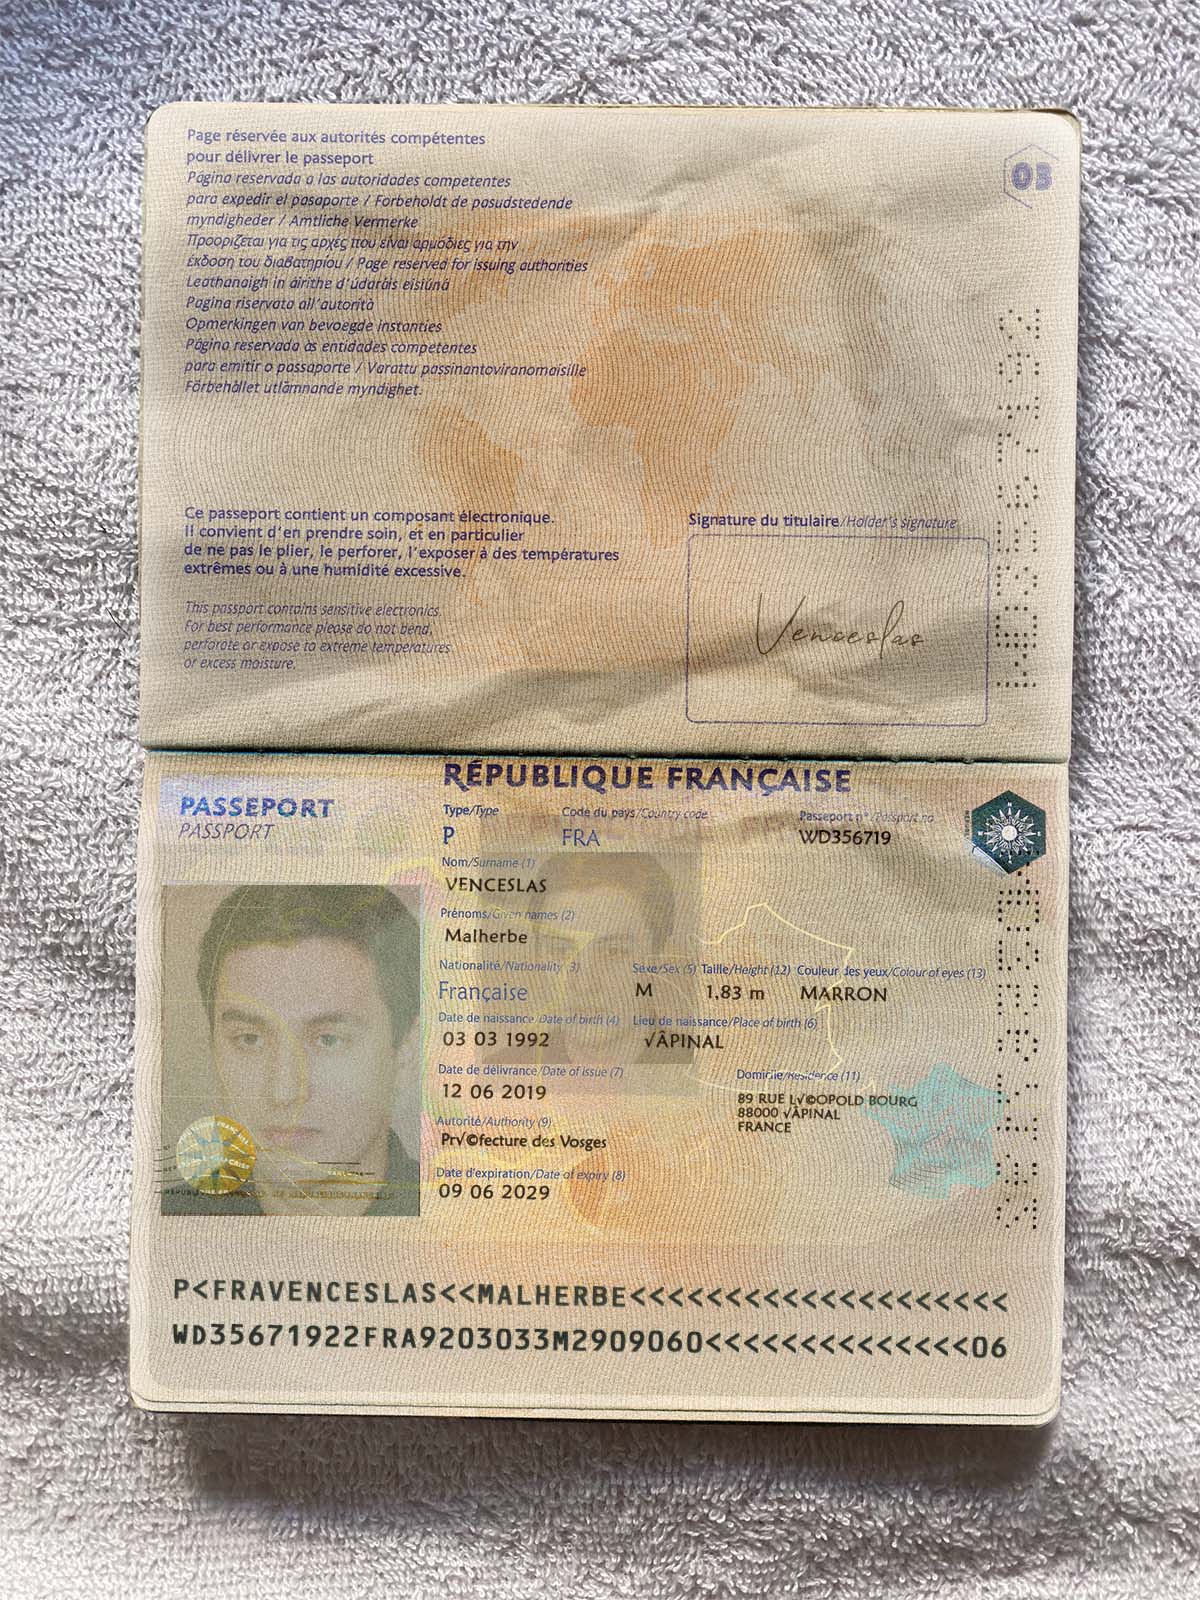 Page réservée aux autorités compétentes
pour délivrer le passeport
Pagina reservada a las autoridades competentes
para expedir el pasaporte / Forbeholdt de pasudstedende
myndigheder / Amtliche Vermerke
Προορίζεται για τις αρχές που είναι αρμόδιες για την
έκδοση του διαβατηρίου / Page reserved for issuing authorities
Leathanaigh in áirithe d'údaráis eisiúná
Pagina riservata all'autorità
Opmerkingen van bevoegde instanties
Página reservada às entidades competentes
para emitir o passaporte / Varattu passinantoviranomaisille
Förbehållet utlämnande myndighet.
03
Ce passeport contient un composant électronique.
Il convient d'en prendre soin, et en particulier
de ne pas le plier, le perforer, l'exposer à des températures
extrêmes ou à une humidité excessive.
This passport contains sensitive electronics.
For best performance please do not bend,
perforate or expose to extreme temperatures
or excess moisture.
Signature du titulaire/Holder's signature
Venceslas
RÉPUBLIQUE FRANÇAISE
PASSEPORT
PASSPORT
Type/Type Code du pays/Country code Passeport n°/Passport no
P FRA WD356719
Nom/Surname (1)
VENCESLAS
Prénoms/Given names (2)
Malherbe
Nationalité/Nationality (3) Sexe/Sex (5) Taille/Height (12) Couleur des yeux/Colour of eyes (13)
Française M 1,83 m MARRON
Date de naissance/Date of birth (4) Lieu de naissance/Place of birth (6)
03 03 1992 √ÂPINAL
Date de délivrance/Date of issue (7) Domicile/Residence (11)
12 06 2019
89 RUE L√©OPOLD BOURG
88000 √ÂPINAL
FRANCE
Autorité/Authority (9)
Pr√©fecture des Vosges
Date d'expiration/Date of expiry (8)
09 06 2029
P<FRAVENCESLAS<<MALHERBE<<<<<<<<<<<<<<<<<<<<
WD35671922FRA9203033M2909060<<<<<<<<<<<<<<06